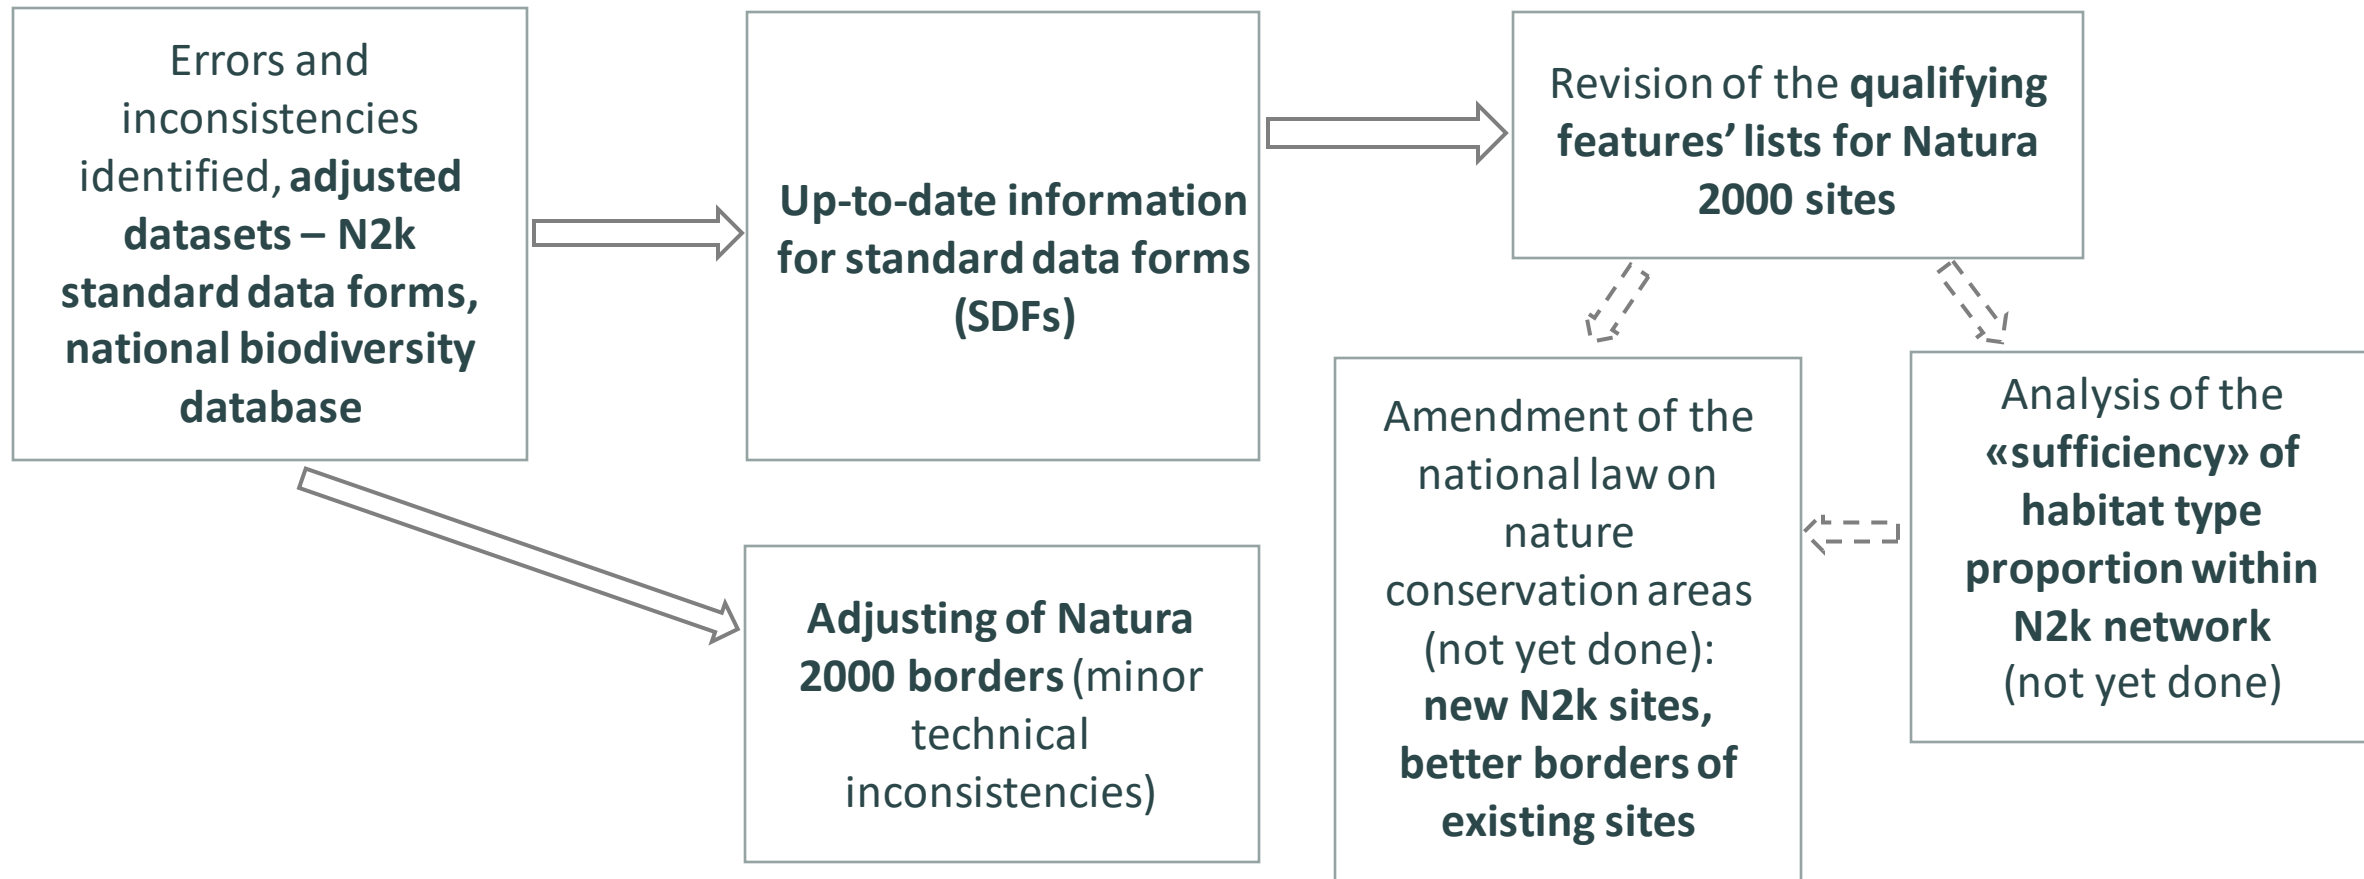 Errors and
inconsistencies
identified, adjusted
datasets – N2k
standard data forms,
national biodiversity
database
Up-to-date information
for standard data forms
(SDFs)
Revision of the qualifying
features’ lists for Natura
2000 sites
Adjusting of Natura
2000 borders (minor
technical
inconsistencies)
Amendment of the
national law on
nature
conservation areas
(not yet done):
new N2k sites,
better borders of
existing sites
Analysis of the
«sufficiency» of
habitat type
proportion within
N2k network
(not yet done)